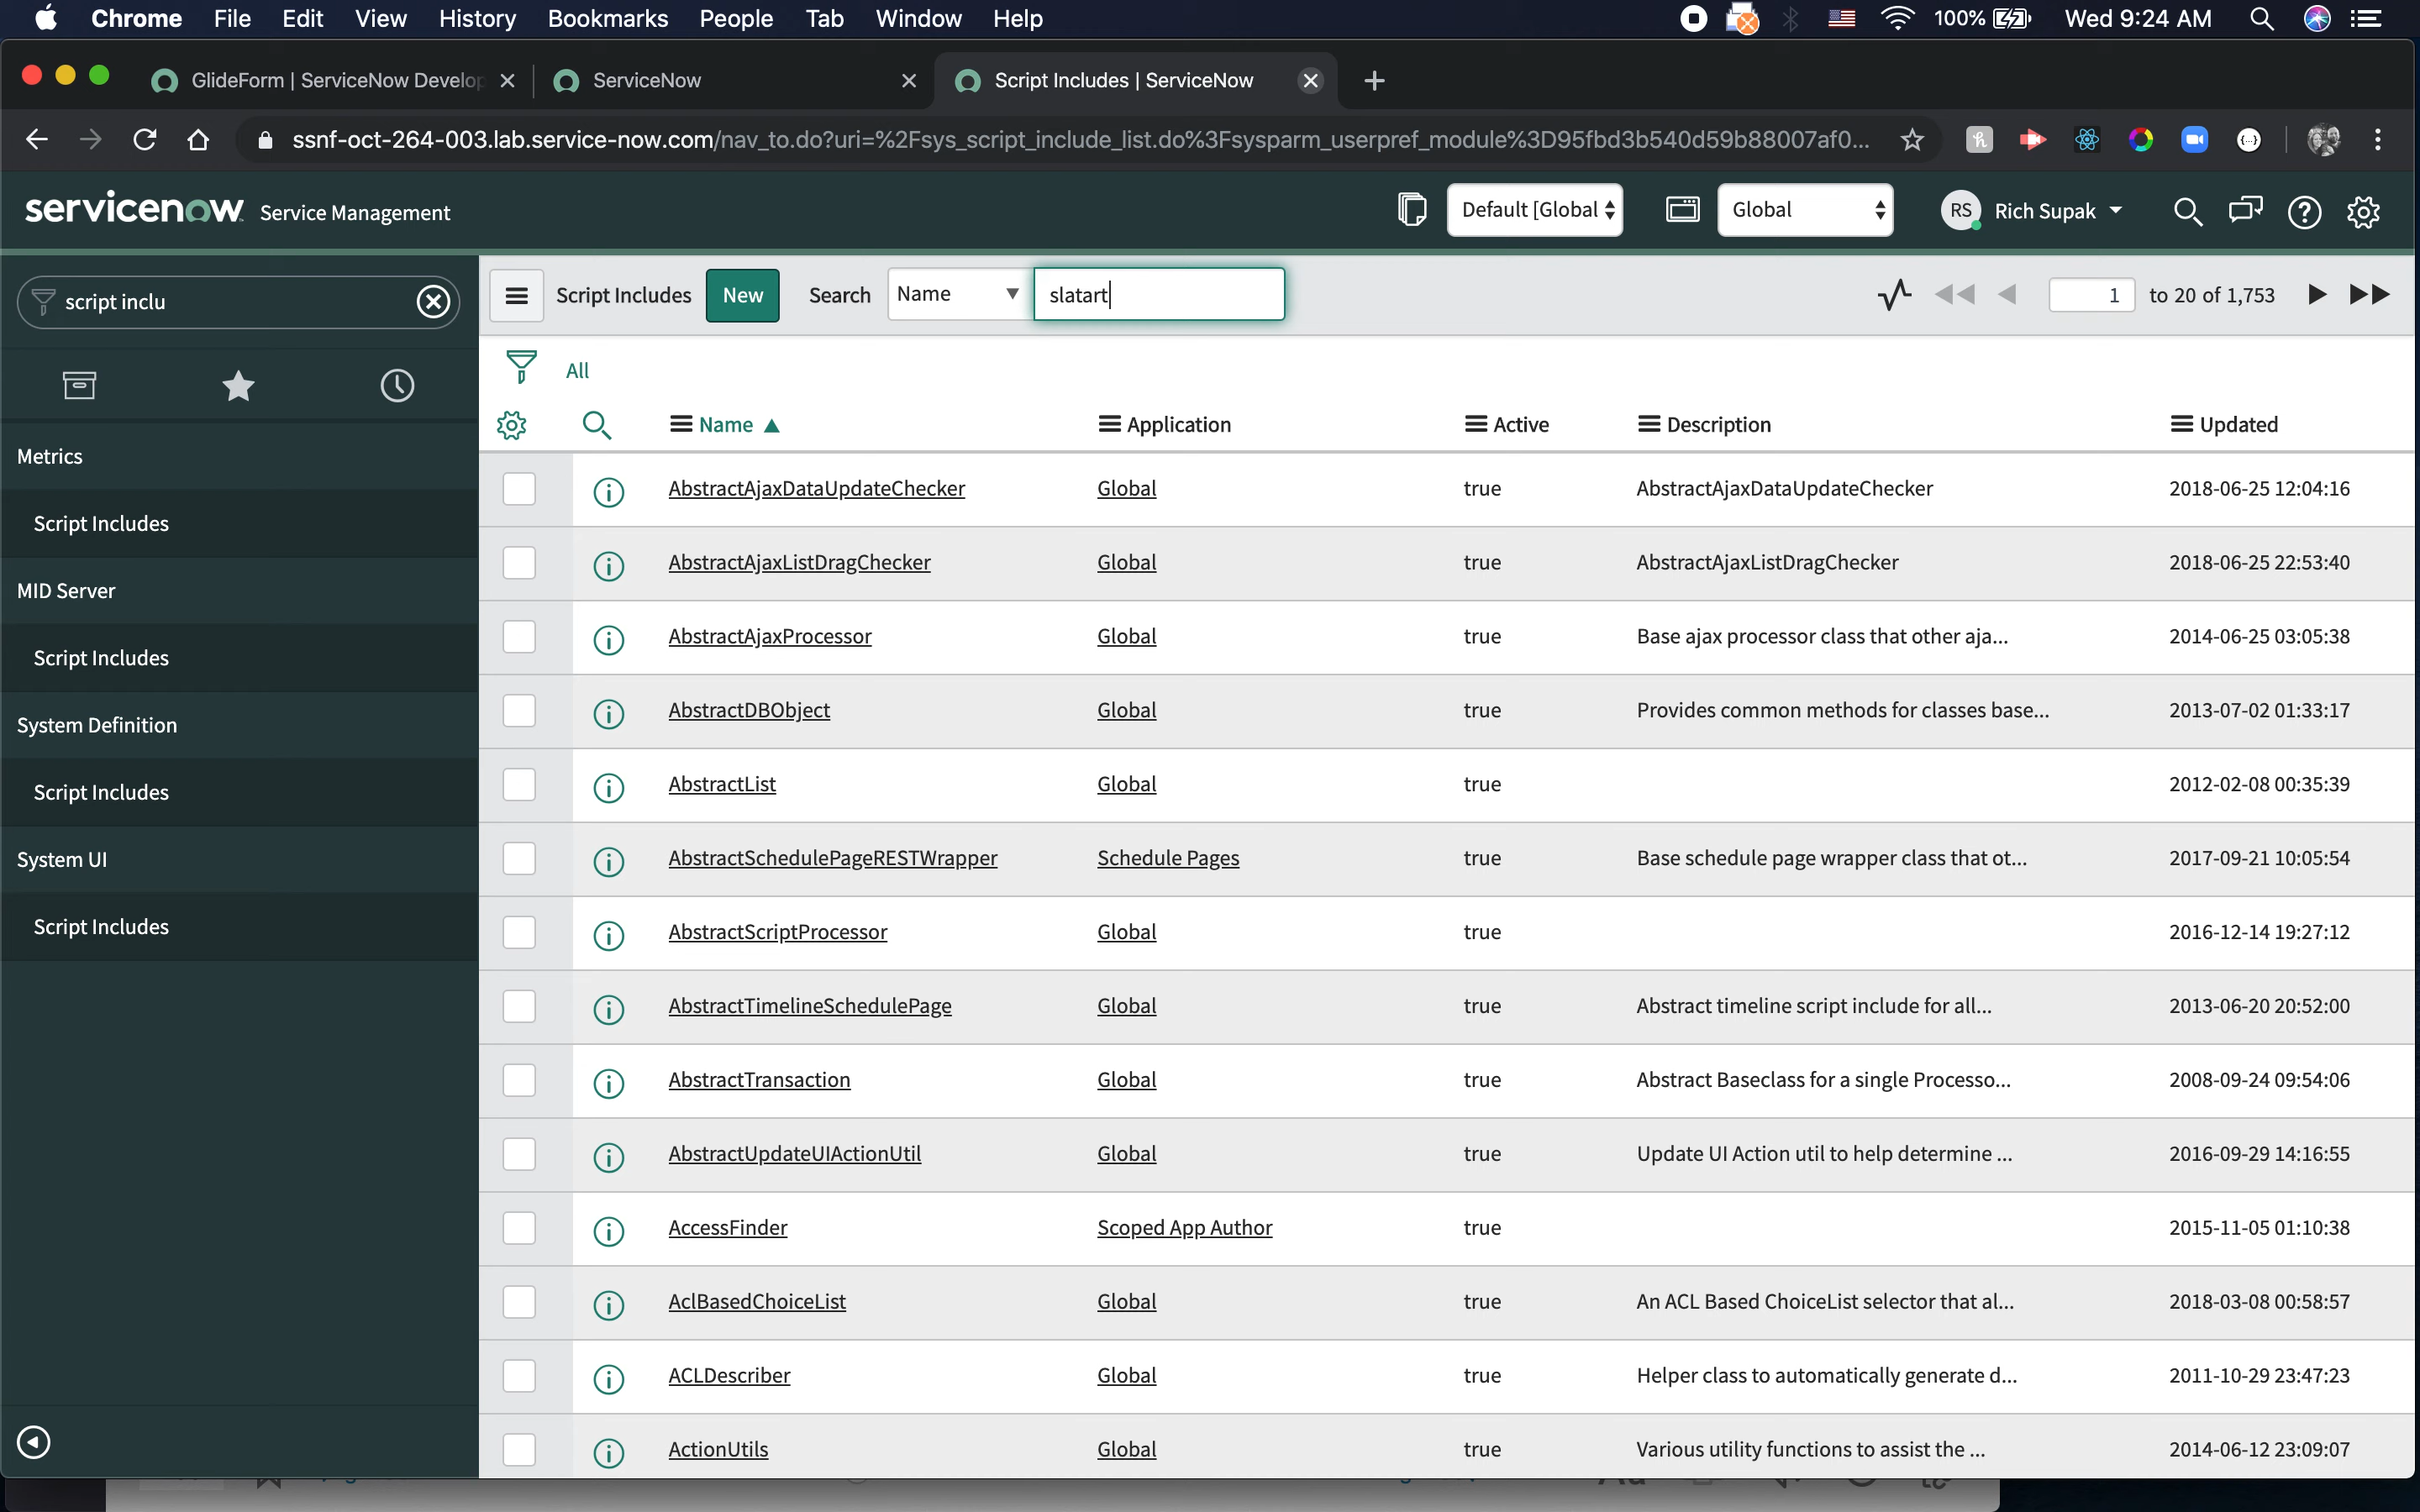 Chrome File Edit View History Bookmarks People Tab Window Help 100% Wed 9:24 AM
GlideForm | ServiceNow Develop ServiceNow Script Includes | ServiceNow
ssnf-oct-264-003.lab.service-now.com/nav_to.do?uri=%2Fsys_script_include_list.do%3Fsysparm_userpref_module%3D95fbd3b540d59b88007af0...
servicenow Service Management Default [Global Global RS Rich Supak
script inclu
Script Includes New Search Name slatart 1 to 20 of 1,753
All
Name Application Active Description Updated
Metrics
Script Includes
MID Server
Script Includes
System Definition
Script Includes
System UI
Script Includes
AbstractAjaxDataUpdateChecker Global true AbstractAjaxDataUpdateChecker 2018-06-25 12:04:16
AbstractAjaxListDragChecker Global true AbstractAjaxListDragChecker 2018-06-25 22:53:40
AbstractAjaxProcessor Global true Base ajax processor class that other aja... 2014-06-25 03:05:38
AbstractDBObject Global true Provides common methods for classes base... 2013-07-02 01:33:17
AbstractList Global true 2012-02-08 00:35:39
AbstractSchedulePageRESTWrapper Schedule Pages true Base schedule page wrapper class that ot... 2017-09-21 10:05:54
AbstractScriptProcessor Global true 2016-12-14 19:27:12
AbstractTimelineSchedulePage Global true Abstract timeline script include for all... 2013-06-20 20:52:00
AbstractTransaction Global true Abstract Baseclass for a single Processo... 2008-09-24 09:54:06
AbstractUpdateUIActionUtil Global true Update UI Action util to help determine ... 2016-09-29 14:16:55
AccessFinder Scoped App Author true 2015-11-05 01:10:38
AclBasedChoiceList Global true An ACL Based ChoiceList selector that al... 2018-03-08 00:58:57
ACLDescriber Global true Helper class to automatically generate d... 2011-10-29 23:47:23
ActionUtils Global true Various utility functions to assist the ... 2014-06-12 23:09:07